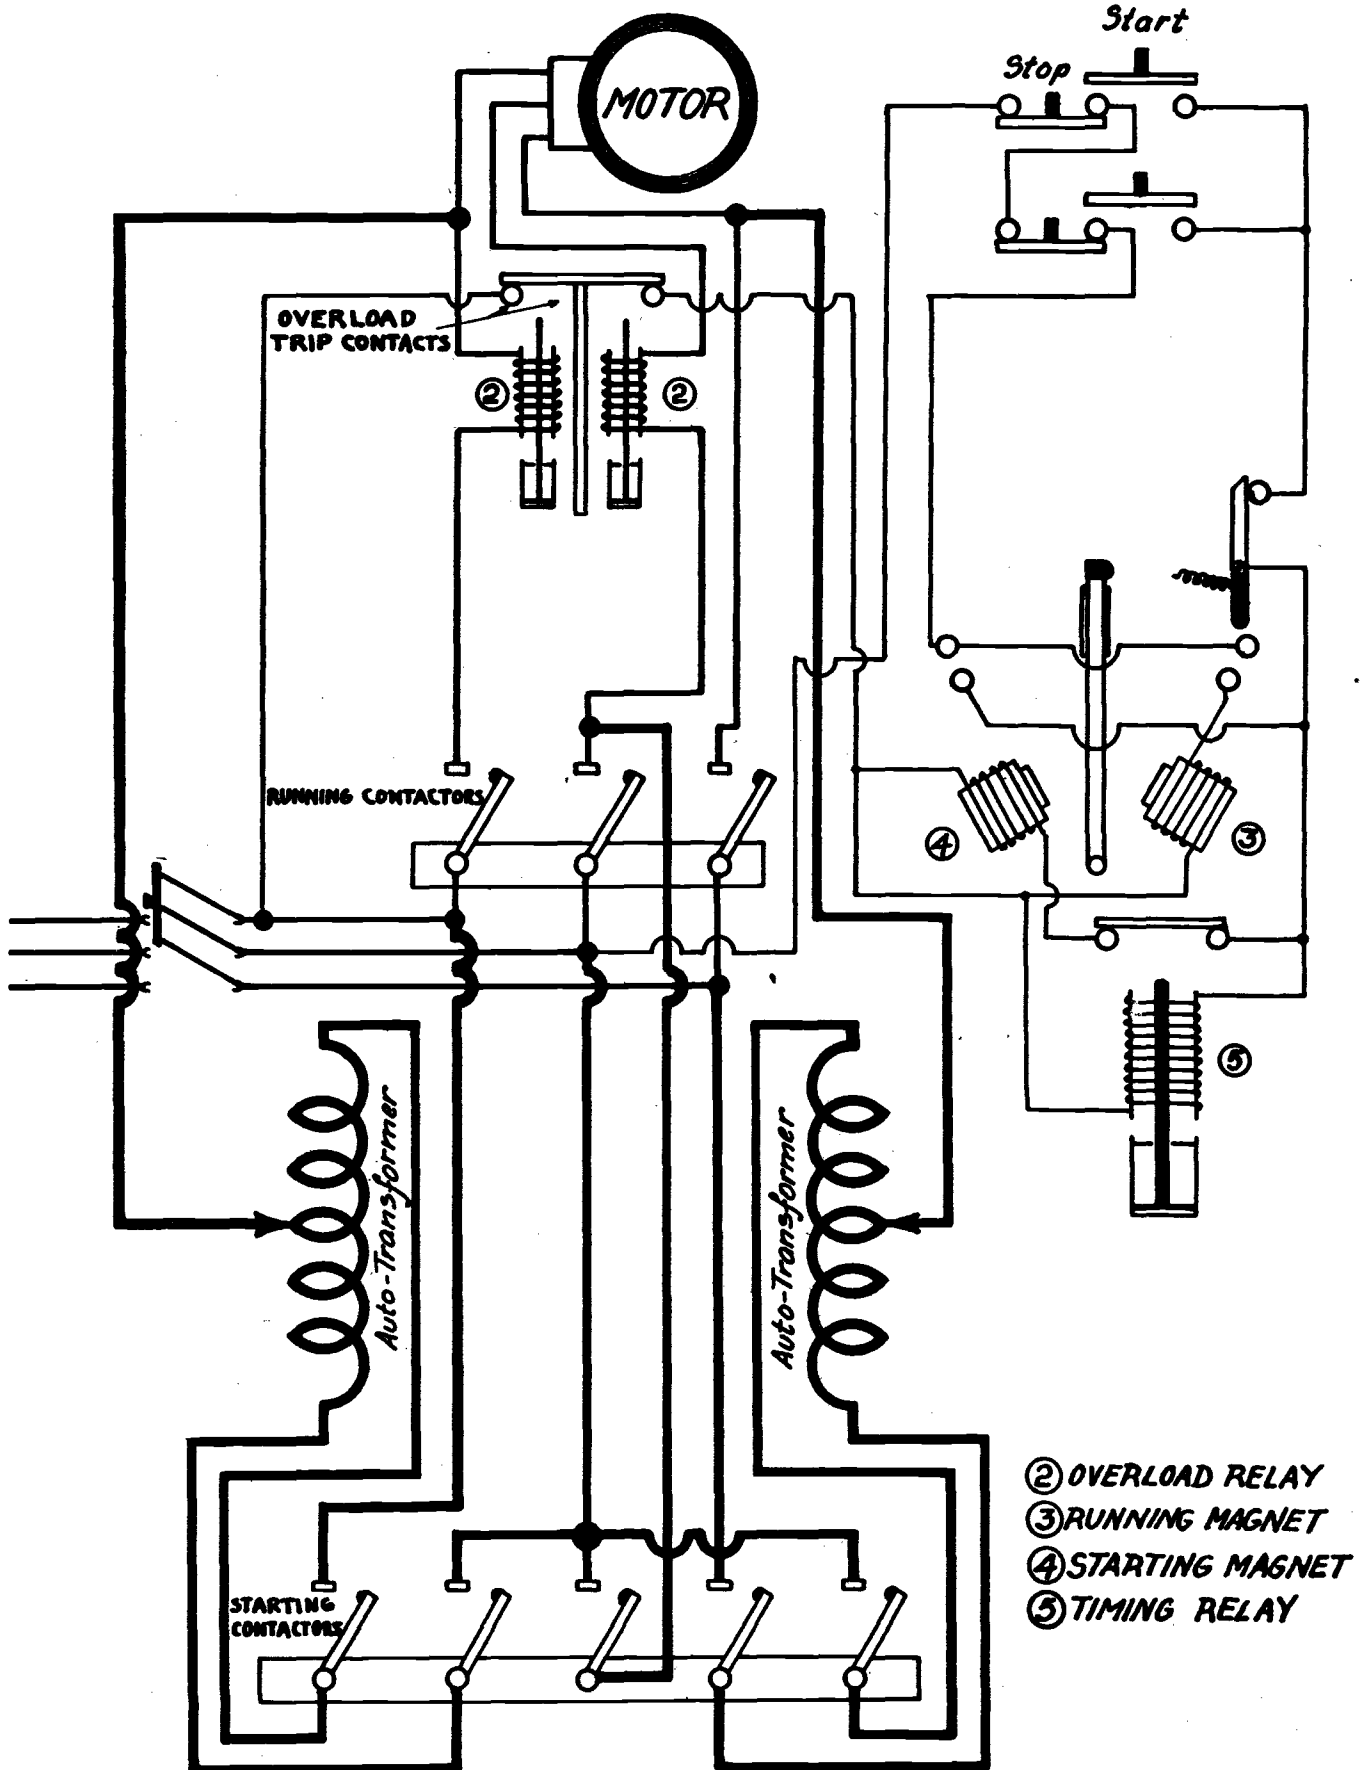 Start
Stop
MOTOR
OVERLOAD
TRIP CONTACTS
②
②
RUNNING CONTACTORS
④
③
⑤
Auto-Transformer
Auto-Transformer
② OVERLOAD RELAY
③ RUNNING MAGNET
④ STARTING MAGNET
⑤ TIMING RELAY
STARTING
CONTACTORS